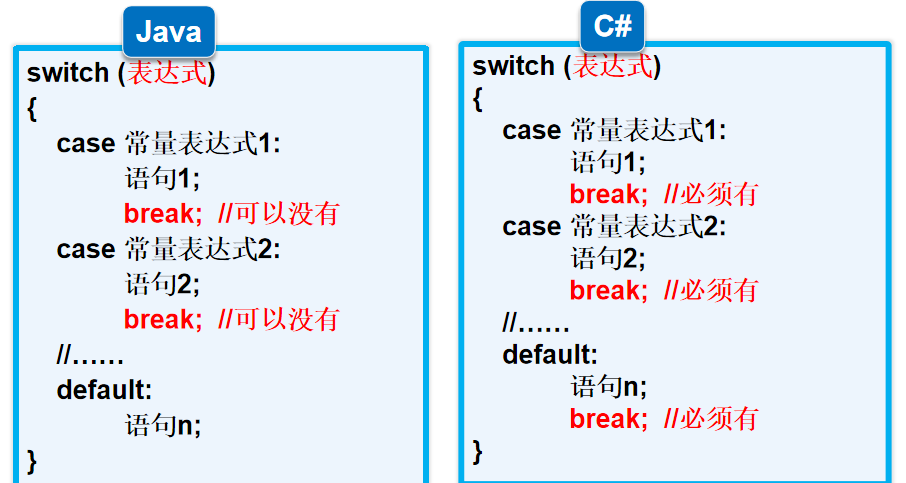 Java
switch (表达式)
{
case 常量表达式1:
语句1;
break; //可以没有
case 常量表达式2:
语句2;
break; //可以没有
//……
default:
语句n;
}
C#
switch (表达式)
{
case 常量表达式1:
语句1;
break; //必须有
case 常量表达式2:
语句2;
break; //必须有
//……
default:
语句n;
break; //必须有
}